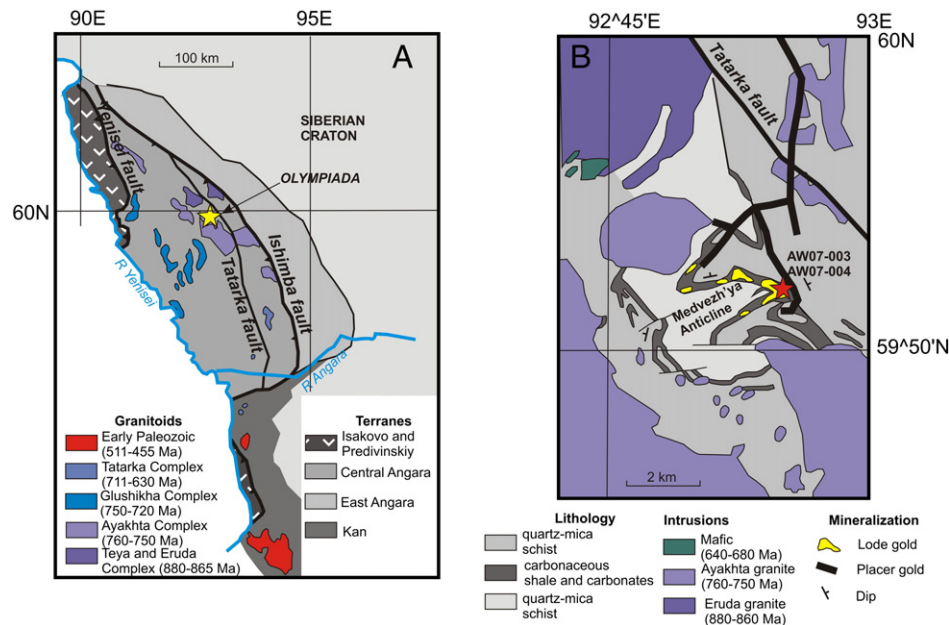 90E
95E
100 km
A
SIBERIAN
CRATON
OLYMPIADA
Yenisei fault
60N
R Yenisei
Tatarka fault
Ishimba fault
R Angara
Granitoids
Early Paleozoic
(511-455 Ma)
Tatarka Complex
(711-630 Ma)
Glushikha Complex
(750-720 Ma)
Ayakhta Complex
(760-750 Ma)
Teya and Eruda
Complex (880-865 Ma)
Terranes
Isakovo and
Predivinskiy
Central Angara
East Angara
Kan
92^45'E
93E
60N
B
Tatarka fault
AW07-003
AW07-004
Medvezh'ya
Anticline
59^50'N
2 km
Lithology
quartz-mica
schist
carbonaceous
shale and carbonates
quartz-mica
schist
Intrusions
Mafic
(640-680 Ma)
Ayakhta granite
(760-750 Ma)
Eruda granite
(880-860 Ma)
Mineralization
Lode gold
Placer gold
Dip